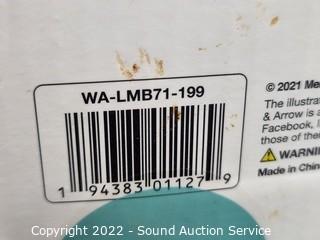 WA-LMB71-199
1 94383 01127 9
© 2021 Me
The illustrat
& Arrow is a
Facebook, I
those of the
⚠ WARNI
Made in Chin
Copyright 2022 - Sound Auction Service